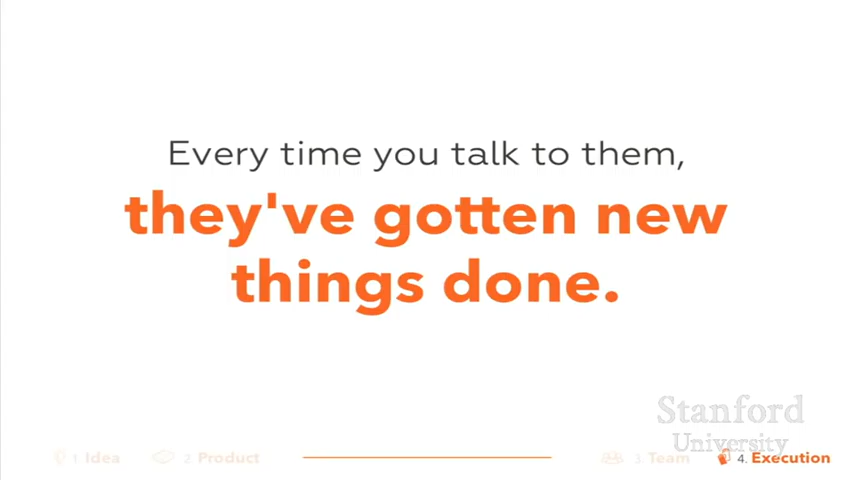 Every time you talk to them,
they've gotten new
things done.
Stanford
University
1. Idea 2. Product 3. Team 4. Execution